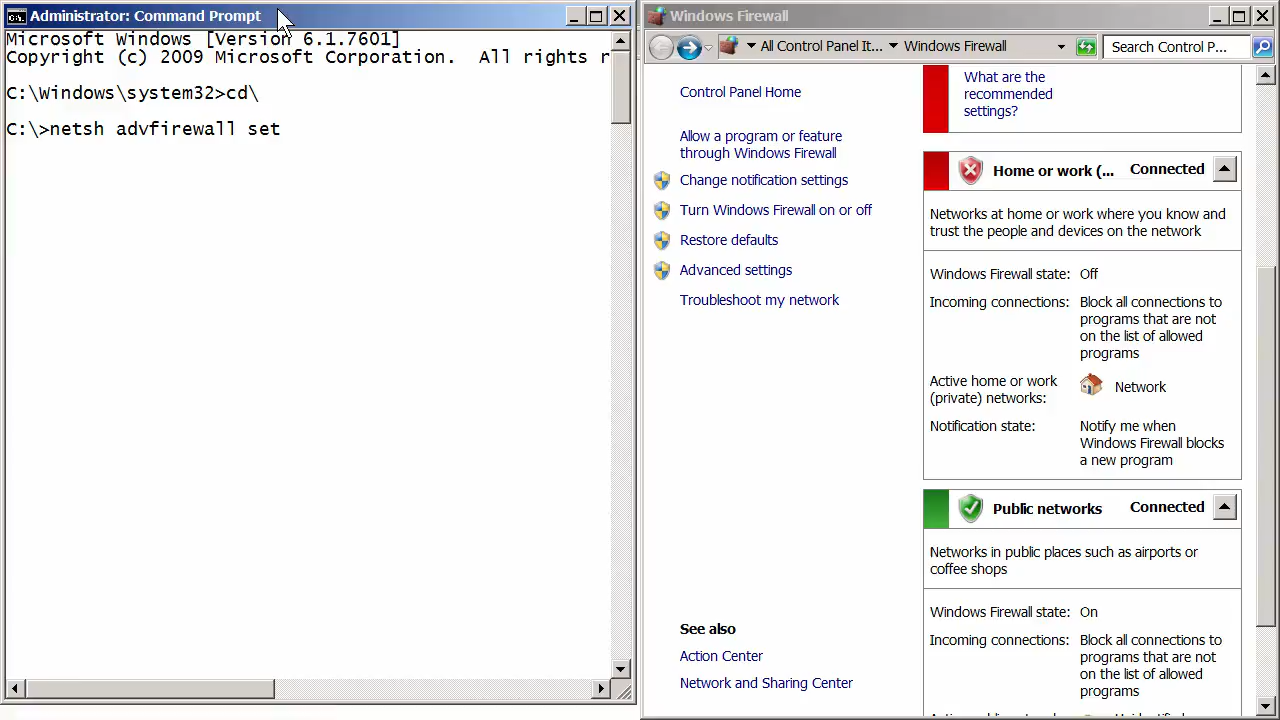 Administrator: Command Prompt
Microsoft Windows [Version 6.1.7601]
Copyright (c) 2009 Microsoft Corporation.  All rights r
C:\Windows\system32>cd\
C:\>netsh advfirewall set
Windows Firewall
All Control Panel It...
Windows Firewall
Search Control P...
Control Panel Home
Allow a program or feature
through Windows Firewall
Change notification settings
Turn Windows Firewall on or off
Restore defaults
Advanced settings
Troubleshoot my network
See also
Action Center
Network and Sharing Center
What are the
recommended
settings?
Home or work (...
Connected
Networks at home or work where you know and
trust the people and devices on the network
Windows Firewall state:
Off
Incoming connections:
Block all connections to
programs that are not
on the list of allowed
programs
Active home or work
(private) networks:
Network
Notification state:
Notify me when
Windows Firewall blocks
a new program
Public networks
Connected
Networks in public places such as airports or
coffee shops
Windows Firewall state:
On
Incoming connections:
Block all connections to
programs that are not
on the list of allowed
programs